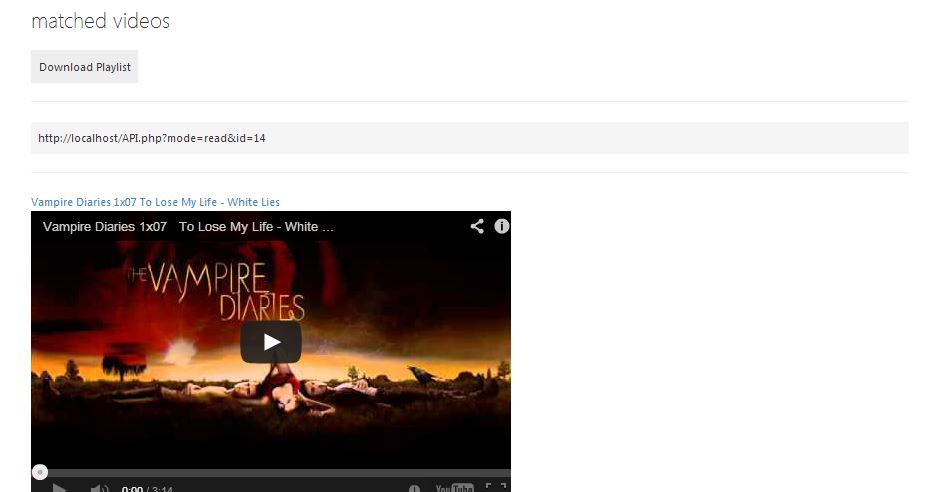 matched videos
Download Playlist
http://localhost/API.php?mode=read&id=14
Vampire Diaries 1x07 To Lose My Life - White Lies
Vampire Diaries 1x07 To Lose My Life - White ...
THE VAMPIRE
DIARIES
0:00 / 3:14
YouTube